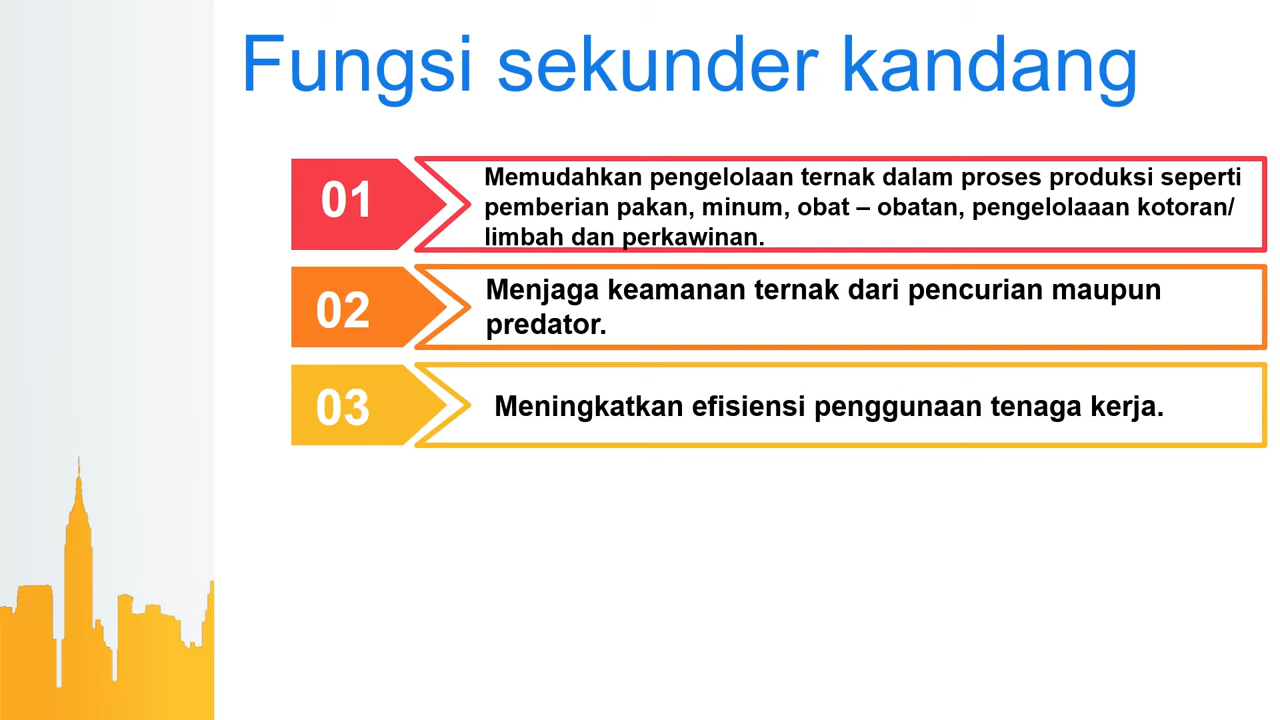 Fungsi sekunder kandang
01
Memudahkan pengelolaan ternak dalam proses produksi seperti
pemberian pakan, minum, obat – obatan, pengelolaaan kotoran/
limbah dan perkawinan.
02
Menjaga keamanan ternak dari pencurian maupun
predator.
03
Meningkatkan efisiensi penggunaan tenaga kerja.